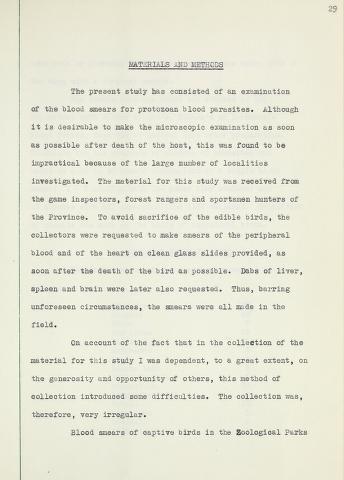 29
MATERIALS AND METHODS
The present study has consisted of an examination
of the blood smears for protozoan blood parasites. Although
it is desirable to make the microscopic examination as soon
as possible after death of the host, this was found to be
impractical because of the large number of localities
investigated. The material for this study was received from
the game inspectors, forest rangers and sportsmen hunters of
the Province. To avoid sacrifice of the edible birds, the
collectors were requested to make smears of the peripheral
blood and of the heart on clean glass slides provided, as
soon after the death of the bird as possible. Dabs of liver,
spleen and brain were later also requested. Thus, barring
unforeseen circumstances, the smears were all made in the
field.
On account of the fact that in the collection of the
material for this study I was dependent, to a great extent, on
the generosity and opportunity of others, this method of
collection introduced some difficulties. The collection was,
therefore, very irregular.
Blood smears of captive birds in the Zoological Parks